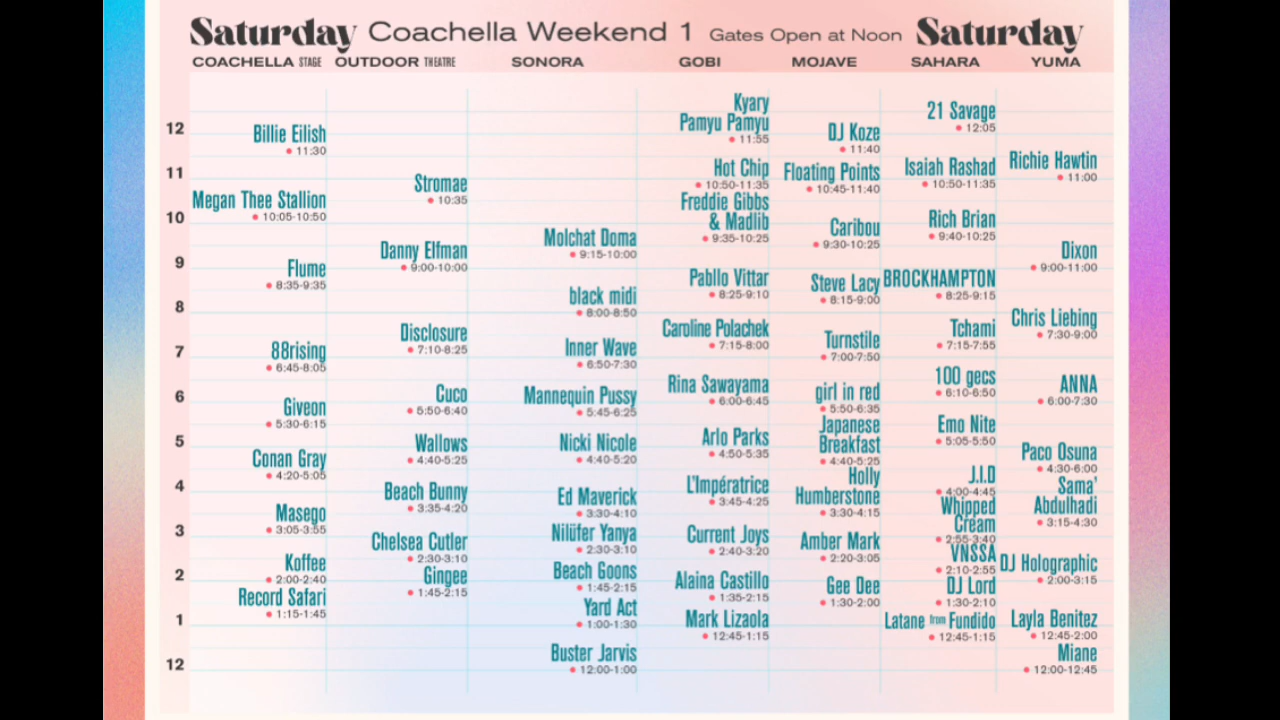 Saturday Coachella Weekend 1 Gates Open at Noon Saturday
COACHELLA STAGE OUTDOOR THEATRE SONORA GOBI MOJAVE SAHARA YUMA
12
11
10
9
8
7
6
5
4
3
2
1
12
Billie Eilish
11:30
Megan Thee Stallion
10:05-10:50
Flume
8:35-9:35
88rising
6:45-8:05
Giveon
5:30-6:15
Conan Gray
4:20-5:05
Masego
3:05-3:55
Koffee
2:00-2:40
Record Safari
1:15-1:45
Stromae
10:35
Danny Elfman
9:00-10:00
Disclosure
7:10-8:25
Cuco
5:50-6:40
Wallows
4:40-5:25
Beach Bunny
3:35-4:20
Chelsea Cutler
2:30-3:10
Gingee
1:45-2:15
Molchat Doma
9:15-10:00
black midi
8:00-8:50
Inner Wave
6:50-7:30
Mannequin Pussy
5:45-6:25
Nicki Nicole
4:40-5:20
Ed Maverick
3:30-4:10
Nilüfer Yanya
2:30-3:10
Beach Goons
1:45-2:15
Yard Act
1:00-1:30
Buster Jarvis
12:00-1:00
Kyary
Pamyu Pamyu
11:55
Hot Chip
10:50-11:35
Freddie Gibbs
& Madlib
9:35-10:25
Pabllo Vittar
8:25-9:10
Caroline Polachek
7:15-8:00
Rina Sawayama
6:00-6:45
Arlo Parks
4:50-5:35
L'Impératrice
3:45-4:25
Current Joys
2:40-3:20
Alaina Castillo
1:35-2:15
Mark Lizaola
12:45-1:15
DJ Koze
11:40
Floating Points
10:45-11:40
Caribou
9:30-10:25
Steve Lacy
8:15-9:00
Turnstile
7:00-7:50
girl in red
5:50-6:35
Japanese
Breakfast
4:40-5:25
Holly
Humberstone
3:30-4:15
Amber Mark
2:20-3:05
Gee Dee
1:30-2:00
21 Savage
12:05
Isaiah Rashad
10:50-11:35
Rich Brian
9:40-10:25
BROCKHAMPTON
8:25-9:15
Tchami
7:15-7:55
100 gecs
6:10-6:50
Emo Nite
5:05-5:50
J.I.D
4:00-4:45
Whipped
Cream
2:55-3:40
VNSSA
2:10-2:55
DJ Lord
1:30-2:10
Latane from Fundido
12:45-1:15
Richie Hawtin
11:00
Dixon
9:00-11:00
Chris Liebing
7:30-9:00
ANNA
6:00-7:30
Paco Osuna
4:30-6:00
Sama'
Abdulhadi
3:15-4:30
DJ Holographic
2:00-3:15
Layla Benitez
12:45-2:00
Miane
12:00-12:45